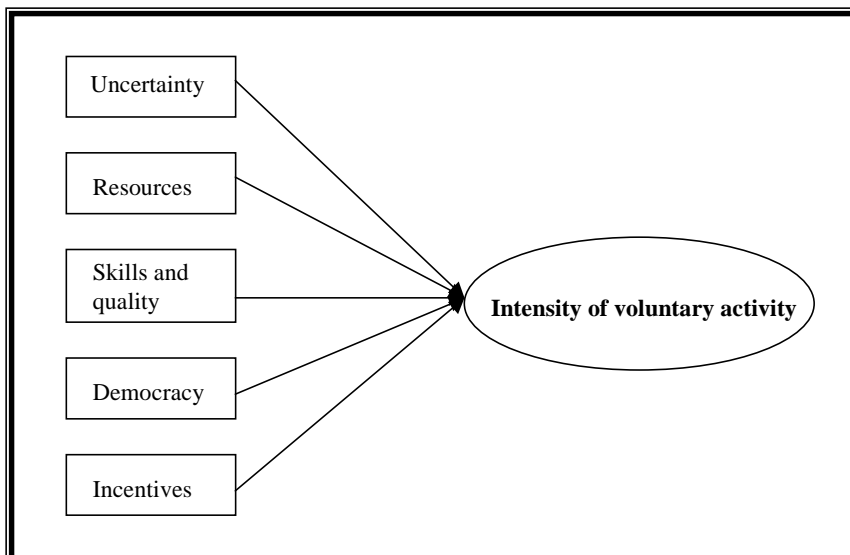 Uncertainty
Resources
Skills and
quality
Democracy
Incentives
Intensity of voluntary activity